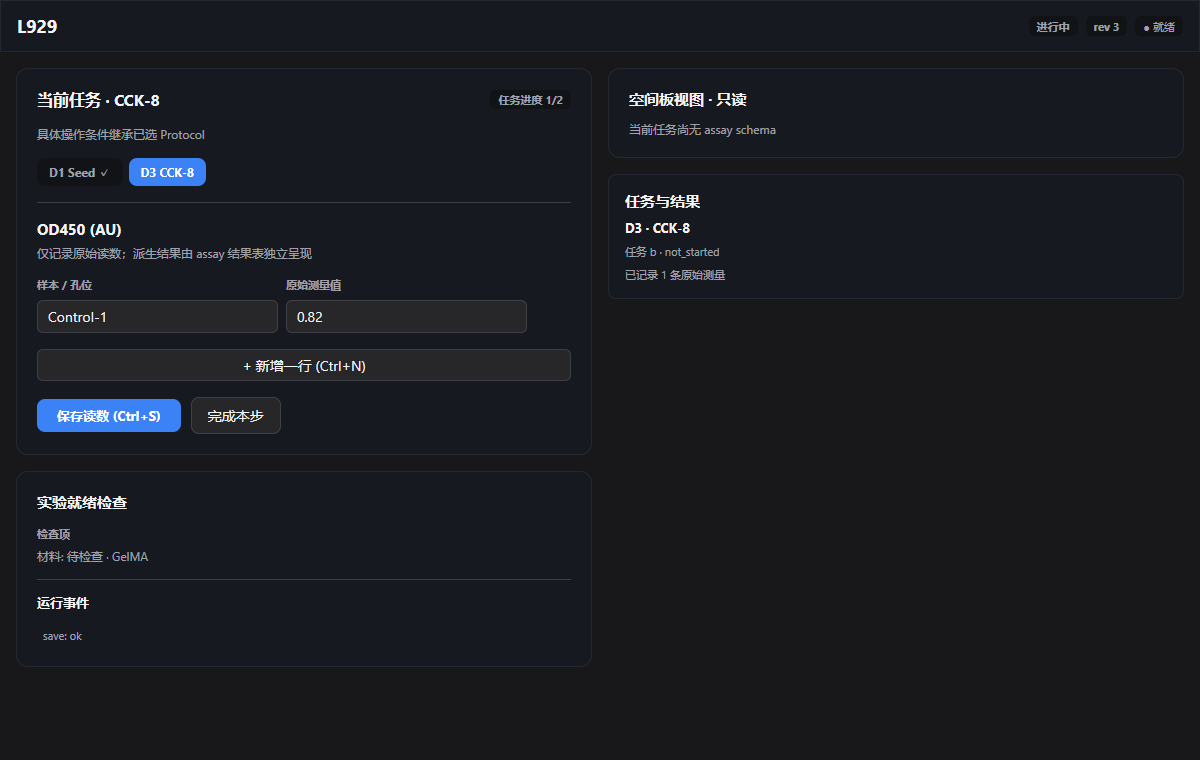 L929
进行中
rev 3
● 就绪
当前任务 · CCK-8
任务进度 1/2
具体操作条件继承已选 Protocol
D1 Seed ✓
D3 CCK-8
OD450 (AU)
仅记录原始读数；派生结果由 assay 结果表独立呈现
样本 / 孔位
原始测量值
Control-1
0.82
+ 新增一行 (Ctrl+N)
保存读数 (Ctrl+S)
完成本步
实验就绪检查
检查项
材料: 待检查 · GelMA
运行事件
save: ok
空间板视图 · 只读
当前任务尚无 assay schema
任务与结果
D3 · CCK-8
任务 b · not_started
已记录 1 条原始测量